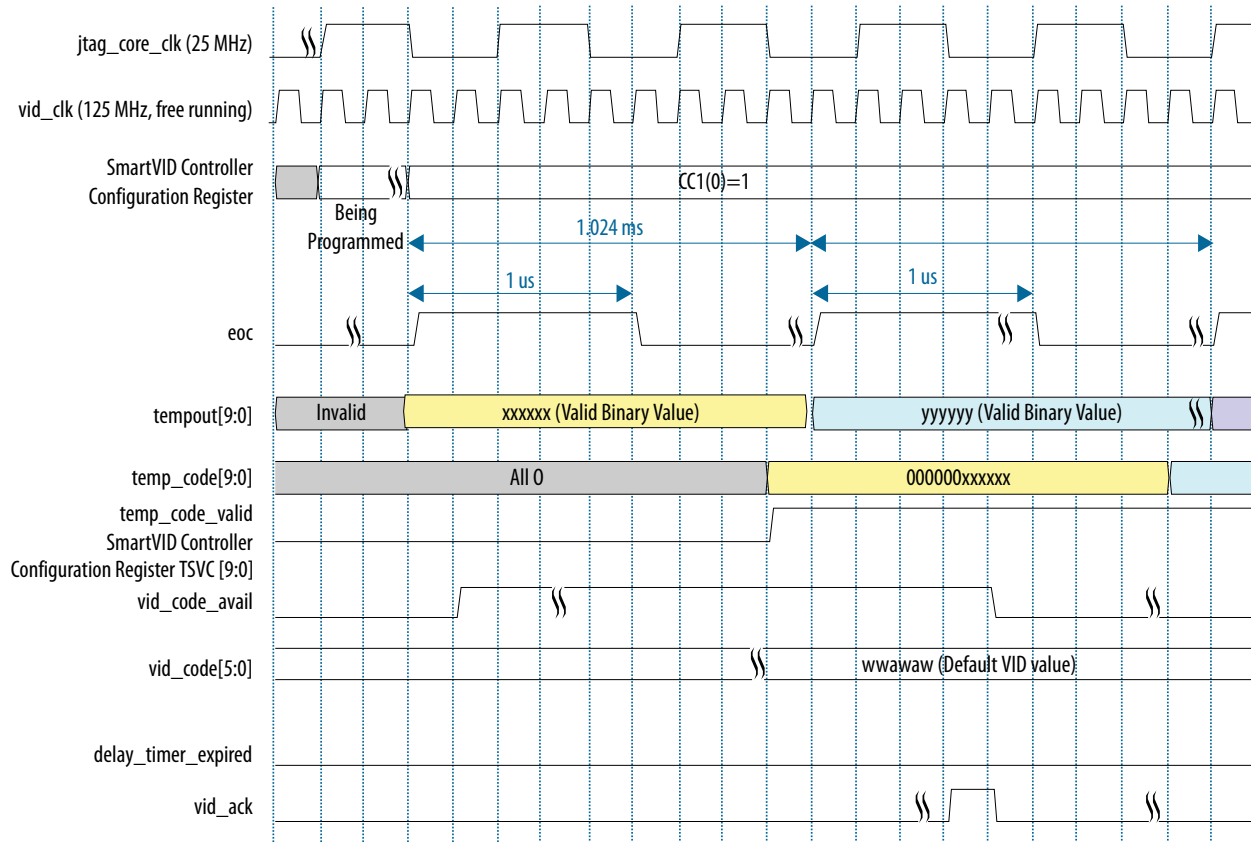 jtag_core_clk (25 MHz)
vid_clk (125 MHz, free running)
SmartVID Controller
Configuration Register
CC1(0)=1
Being
Programmed
1.024 ms
1 us
1 us
eoc
tempout[9:0]
Invalid
xxxxxx (Valid Binary Value)
yyyyyy (Valid Binary Value)
temp_code[9:0]
All 0
000000xxxxxx
temp_code_valid
SmartVID Controller
Configuration Register TSVC [9:0]
vid_code_avail
vid_code[5:0]
wwawaw (Default VID value)
delay_timer_expired
vid_ack